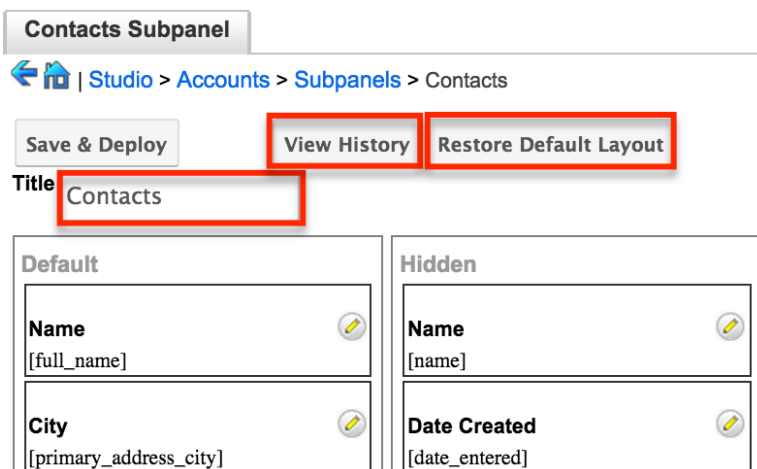 Contacts Subpanel
| Studio > Accounts > Subpanels > Contacts
Save & Deploy View History Restore Default Layout
Title Contacts
Default Hidden
Name Name
[full_name] [name]
City Date Created
[primary_address_city] [date_entered]